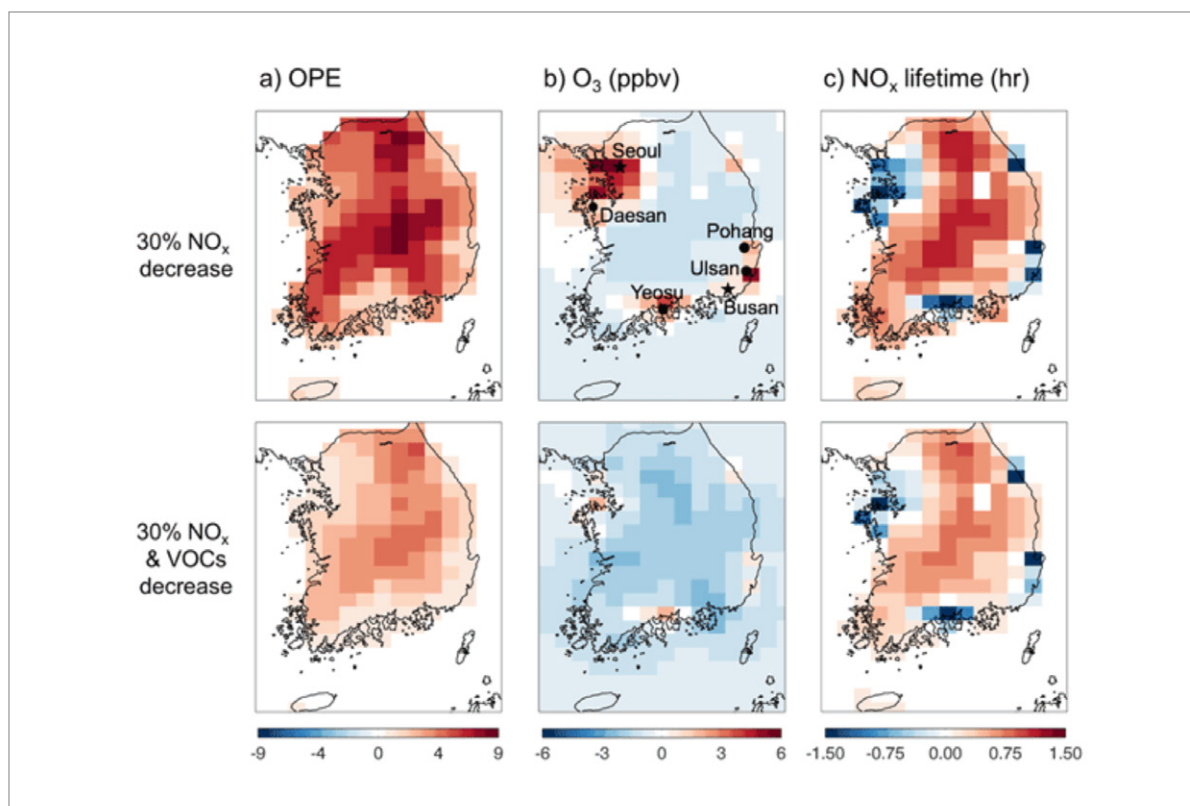 a) OPE
b) O₃ (ppbv)
c) NOₓ lifetime (hr)
30% NOₓ
decrease
Seoul
Daesan
Pohang
Ulsan
Yeosu
Busan
30% NOₓ
& VOCs
decrease
-9 -4 0 4 9
-6 -3 0 3 6
-1.50 -0.75 0.00 0.75 1.50